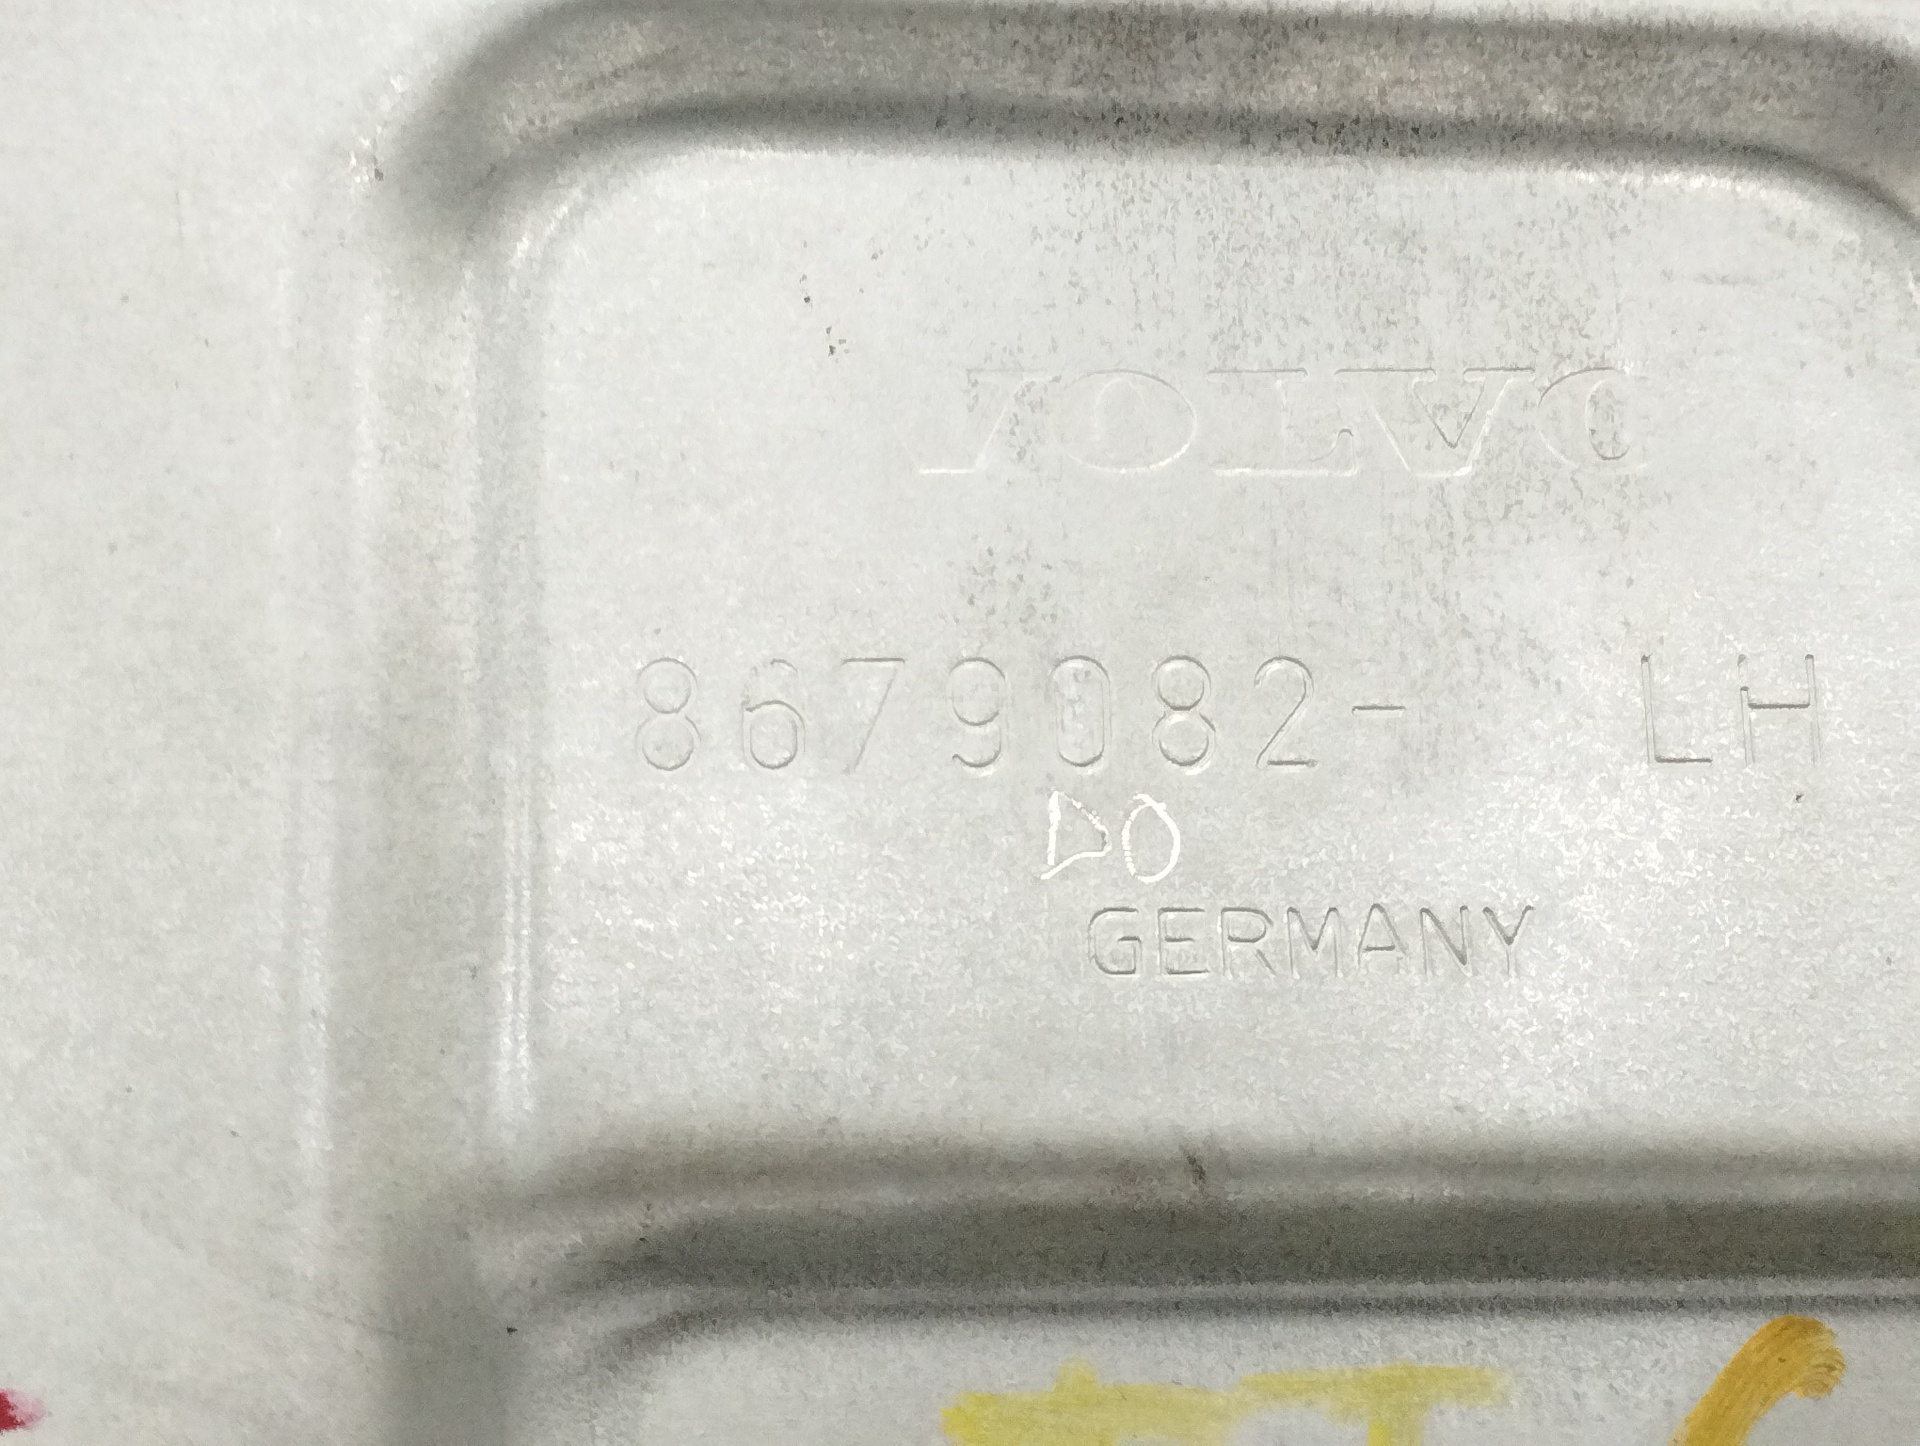 VOLVO
8679082- LH
DO
GERMANY